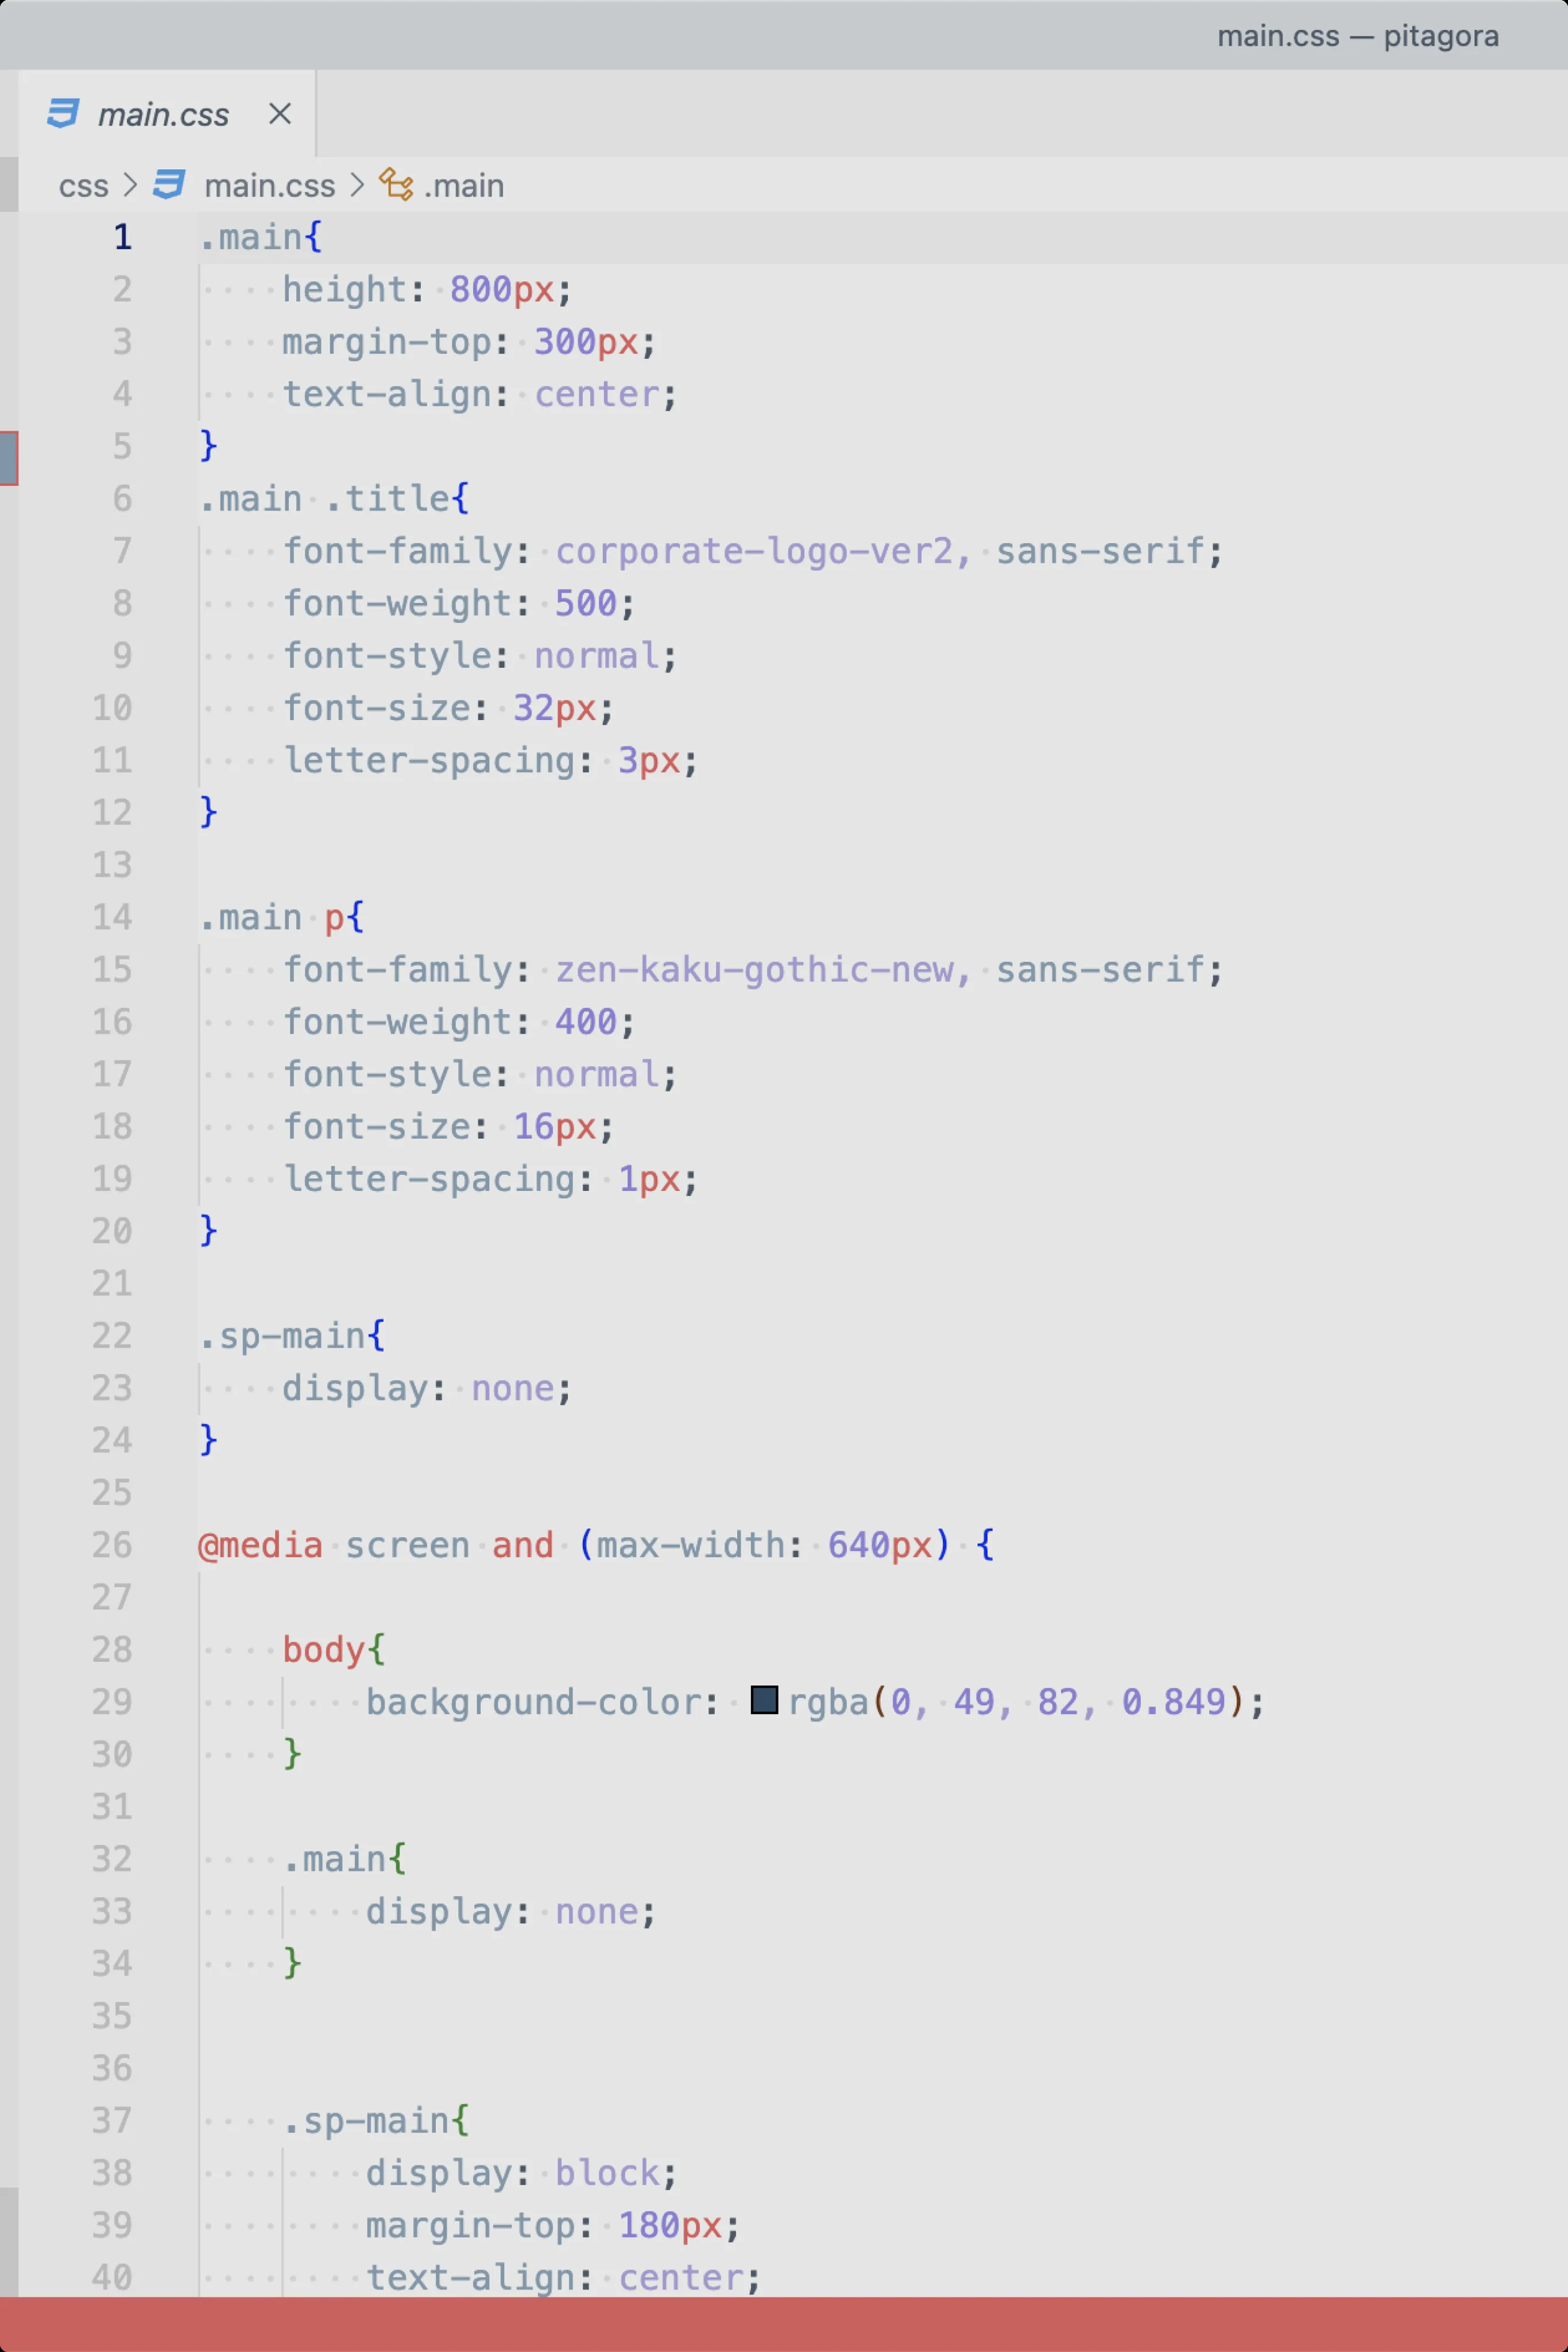 main.css — pitagora
main.css
css > main.css > .main
1 .main{
2     height: 800px;
3     margin-top: 300px;
4     text-align: center;
5 }
6 .main .title{
7     font-family: corporate-logo-ver2, sans-serif;
8     font-weight: 500;
9     font-style: normal;
10     font-size: 32px;
11     letter-spacing: 3px;
12 }
13
14 .main p{
15     font-family: zen-kaku-gothic-new, sans-serif;
16     font-weight: 400;
17     font-style: normal;
18     font-size: 16px;
19     letter-spacing: 1px;
20 }
21
22 .sp-main{
23     display: none;
24 }
25
26 @media screen and (max-width: 640px) {
27
28     body{
29         background-color: rgba(0, 49, 82, 0.849);
30     }
31
32     .main{
33         display: none;
34     }
35
36
37     .sp-main{
38         display: block;
39         margin-top: 180px;
40         text-align: center;